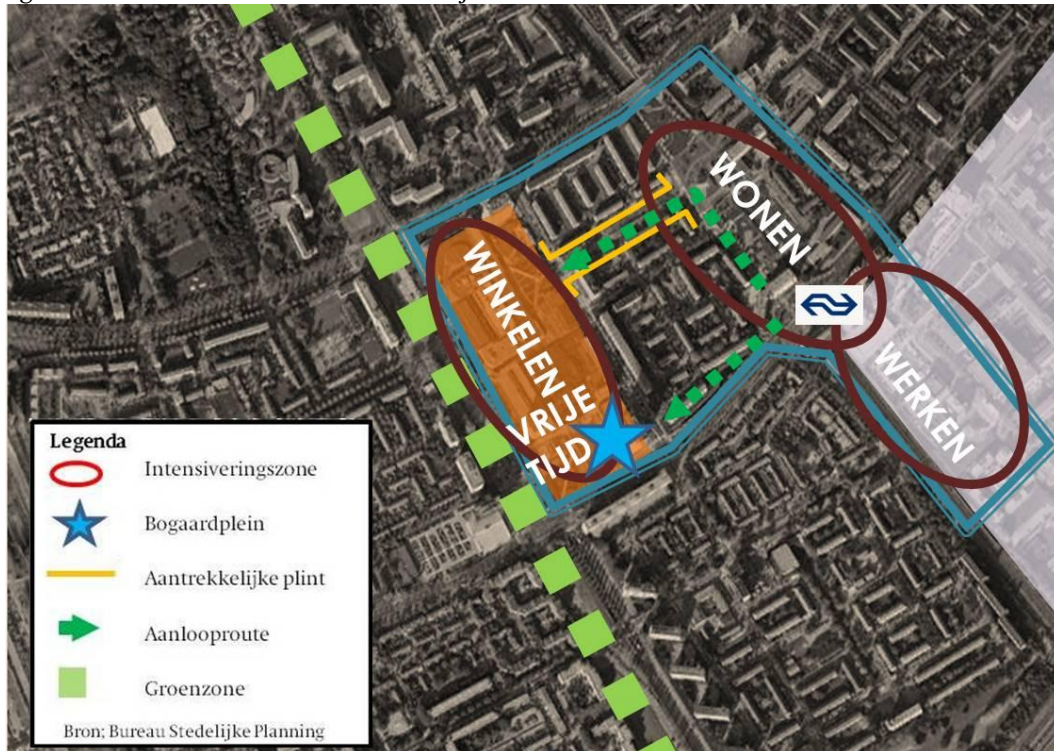 WONEN
WINKELEN
VRIJE
TIJD
WERKEN
Legenda
Intensiveringszone
Bogaardplein
Aantrekkelijke plint
Aanlooproute
Groenzone
Bron; Bureau Stedelijke Planning